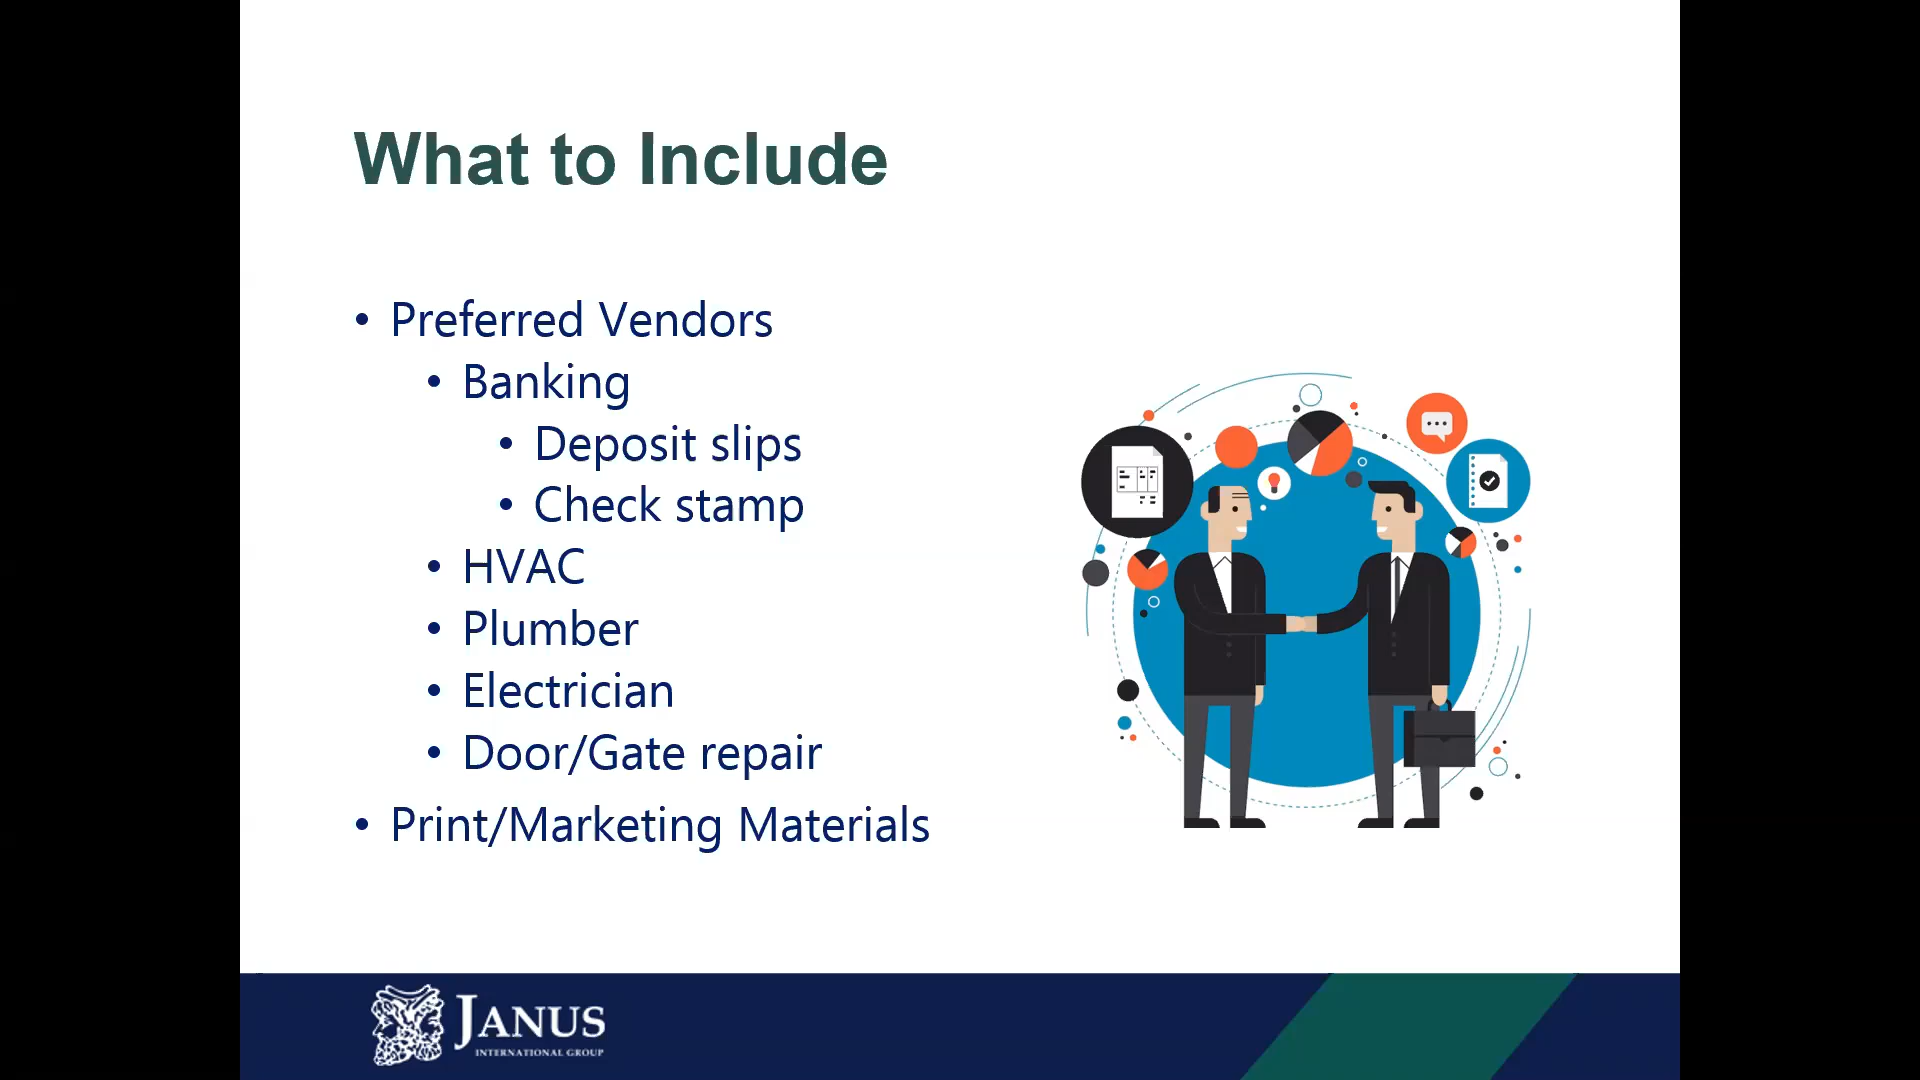 What to Include
• Preferred Vendors
• Banking
• Deposit slips
• Check stamp
• HVAC
• Plumber
• Electrician
• Door/Gate repair
• Print/Marketing Materials
JANUS
INTERNATIONAL GROUP